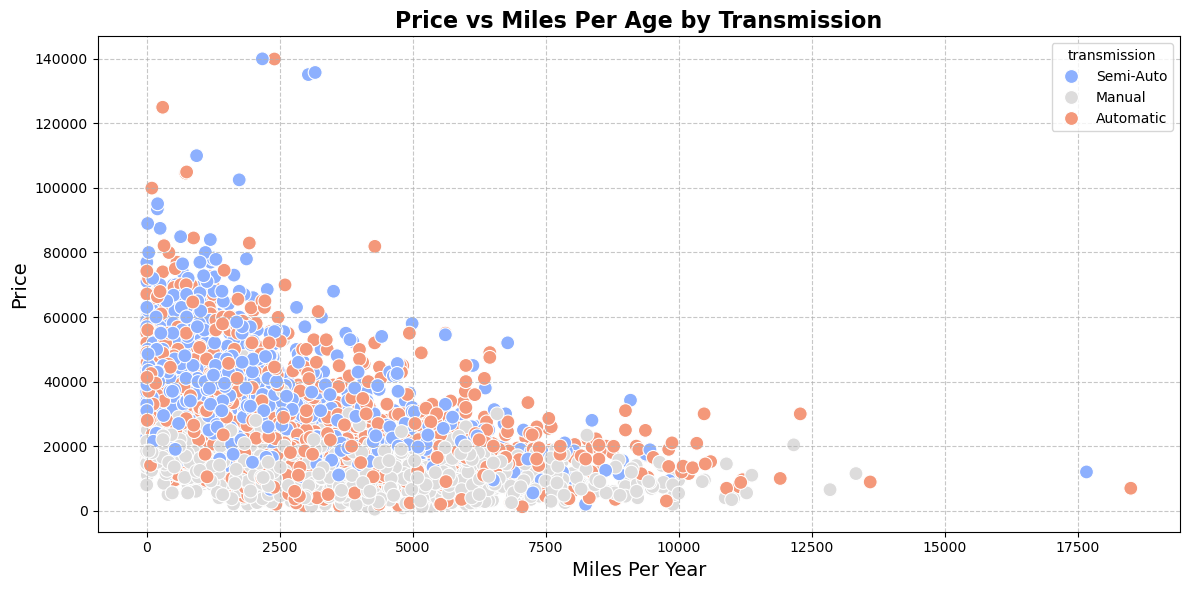 Price vs Miles Per Age by Transmission
transmission
Semi-Auto
Manual
Automatic
Price
140000
120000
100000
80000
60000
40000
20000
0
0
2500
5000
7500
10000
12500
15000
17500
Miles Per Year